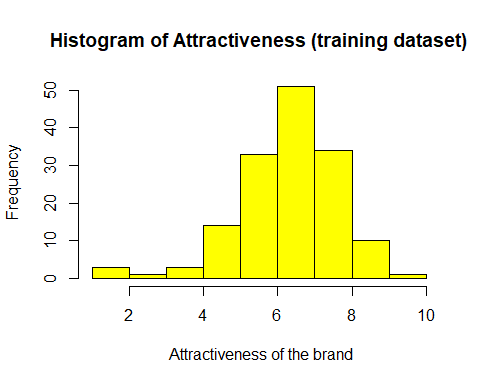 Histogram of Attractiveness (training dataset)
Frequency
50
40
30
20
10
0
2 4 6 8 10
Attractiveness of the brand